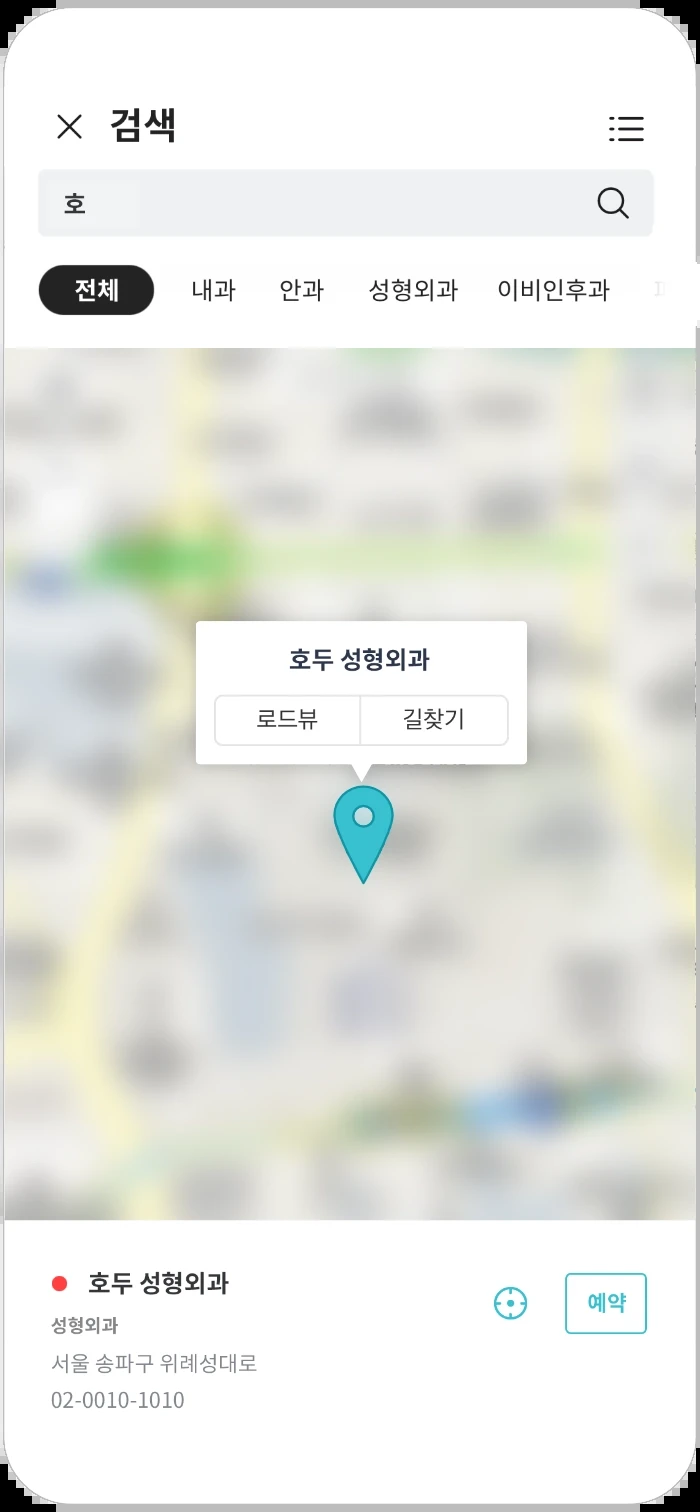 검색
호
전체 내과 안과 성형외과 이비인후과
호두 성형외과
로드뷰 길찾기
호두 성형외과
예약
성형외과
서울 송파구 위례성대로
02-0010-1010